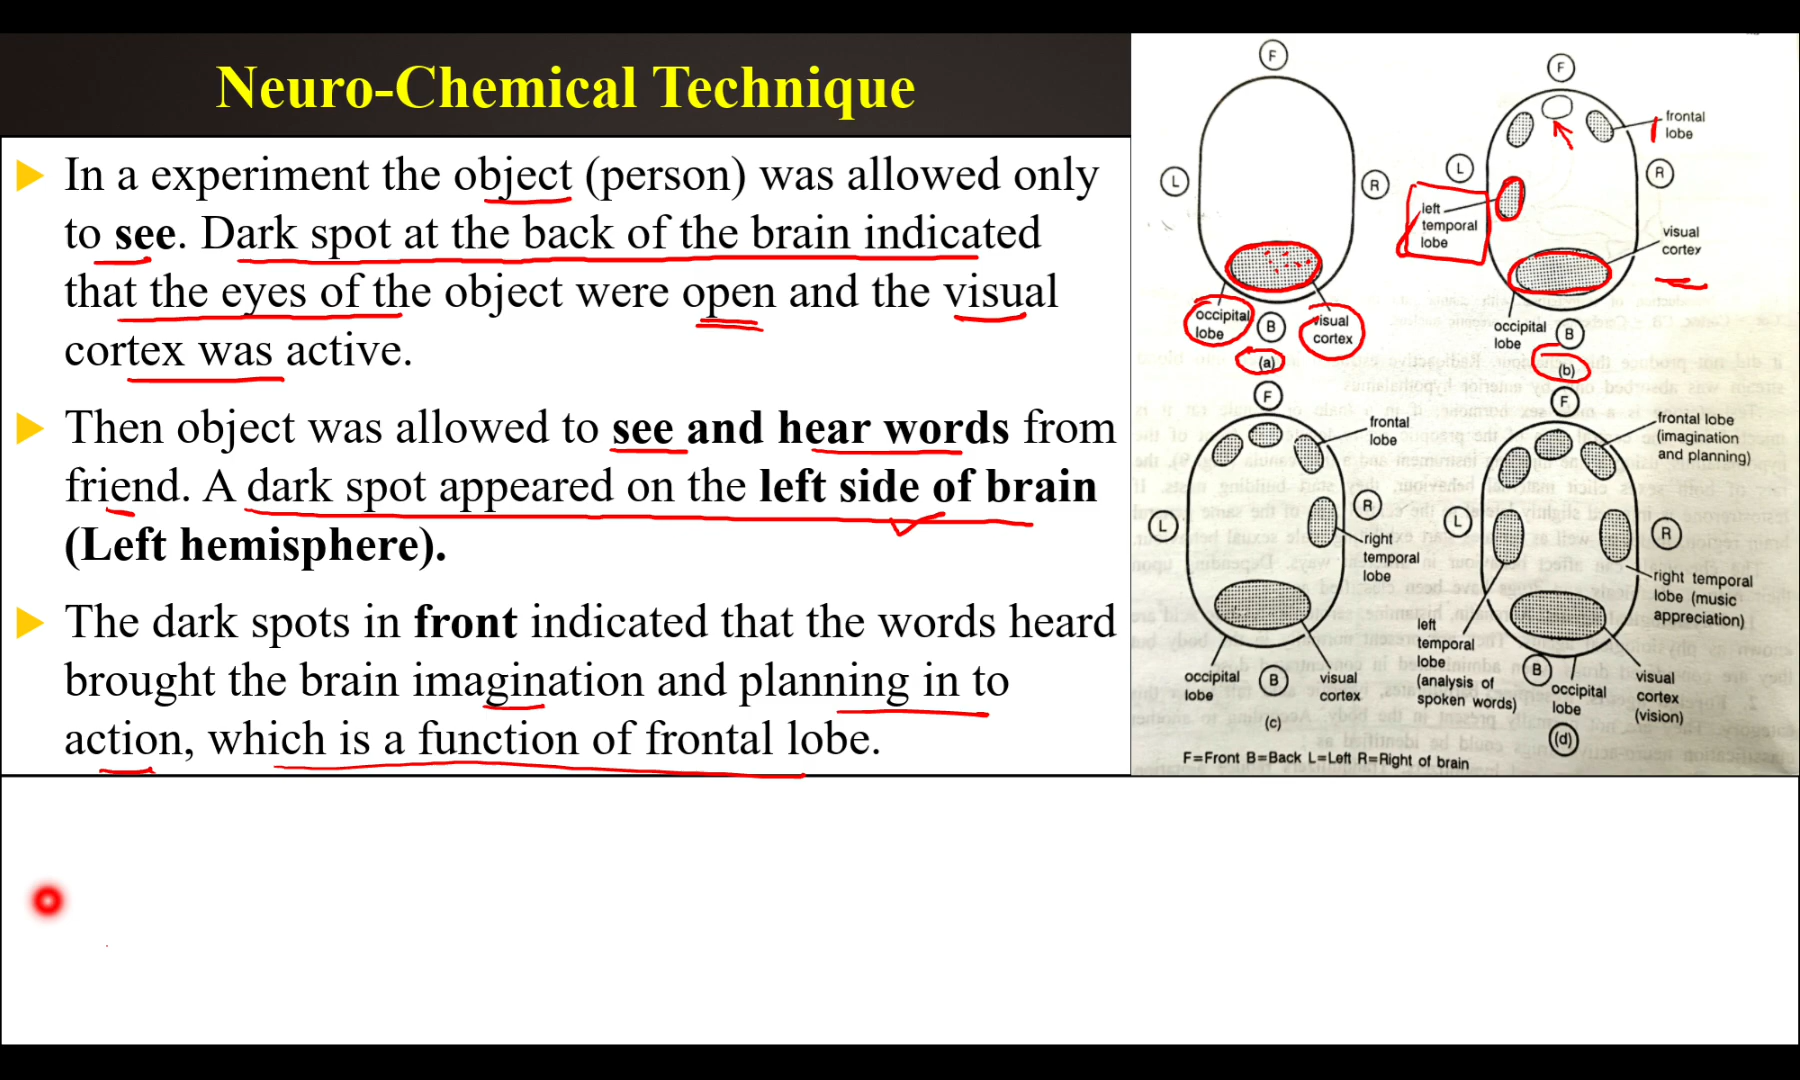 Neuro-Chemical Technique
In a experiment the object (person) was allowed only
to see. Dark spot at the back of the brain indicated
that the eyes of the object were open and the visual
cortex was active.
Then object was allowed to see and hear words from
friend. A dark spot appeared on the left side of brain
(Left hemisphere).
The dark spots in front indicated that the words heard
brought the brain imagination and planning in to
action, which is a function of frontal lobe.
F
L
R
occipital
lobe
B
visual
cortex
(a)
F
frontal
lobe
L
R
left
temporal
lobe
visual
cortex
occipital
lobe
B
(b)
F
frontal
lobe
L
R
right
temporal
lobe
occipital
lobe
B
visual
cortex
(c)
F
frontal lobe
(imagination
and planning)
L
R
right temporal
lobe (music
appreciation)
left
temporal
lobe
(analysis of
spoken words)
B
occipital
lobe
visual
cortex
(vision)
(d)
F=Front B=Back L=Left R=Right of brain